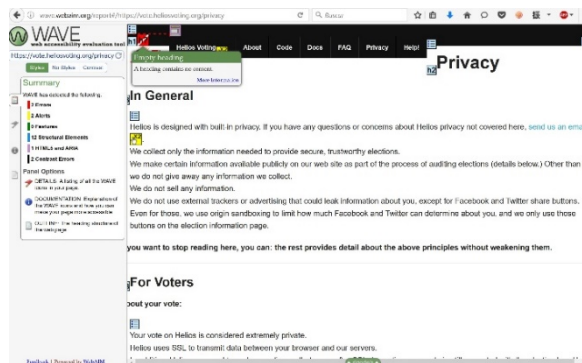 www.webaim.org/report#/https://vote.heliosvoting.org/privacy
Buscar
WAVE
web accessibility evaluation tool
https://vote.heliosvoting.org/privacy
Styles No Styles Contrast
Summary
WAVE has detected the following:
2 Errors
2 Alerts
12 Structural Elements
1 HTML5 and ARIA
2 Contrast Errors
Panel Options
DETAILS: A listing of all the WAVE
icons in your page.
DOCUMENTATION: Explanations of
the WAVE icons and how you can
make your page more accessible.
OUTLINE: The heading structure of
the web page.
Feedback | Powered by WebAIM
h1
Helios Voting About Code Docs FAQ Privacy Help!
Empty heading
A heading contains no content.
More information
h2 Privacy
In General
Helios is designed with built in privacy. If you have any questions or concerns about Helios privacy not covered here, send us an ema
We collect only the information needed to provide secure, trustworthy elections.
We make certain information available publicly on our web site as part of the process of auditing elections (details below.) Other than
we do not give away any information we collect.
We do not sell any information.
We do not use external trackers or advertising that could leak information about you, except for Facebook and Twitter share buttons.
Even for those, we use origin sandboxing to limit how much Facebook and Twitter can determine about you, and we only use those
buttons on the election information page.
you want to stop reading here, you can: the rest provides detail about the above principles without weakening them.
For Voters
bout your vote:
Your vote on Helios is considered extremely private.
Helios uses SSL to transmit data between your browser and our servers.